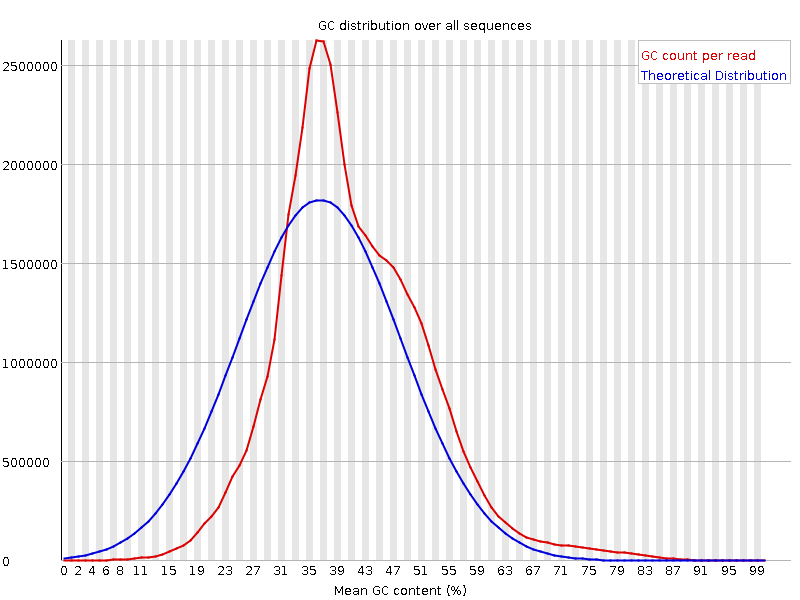 GC distribution over all sequences
GC count per read
Theoretical Distribution
2500000
2000000
1500000
1000000
500000
0
0 2 4 6 8 11 15 19 23 27 31 35 39 43 47 51 55 59 63 67 71 75 79 83 87 91 95 99
Mean GC content (%)